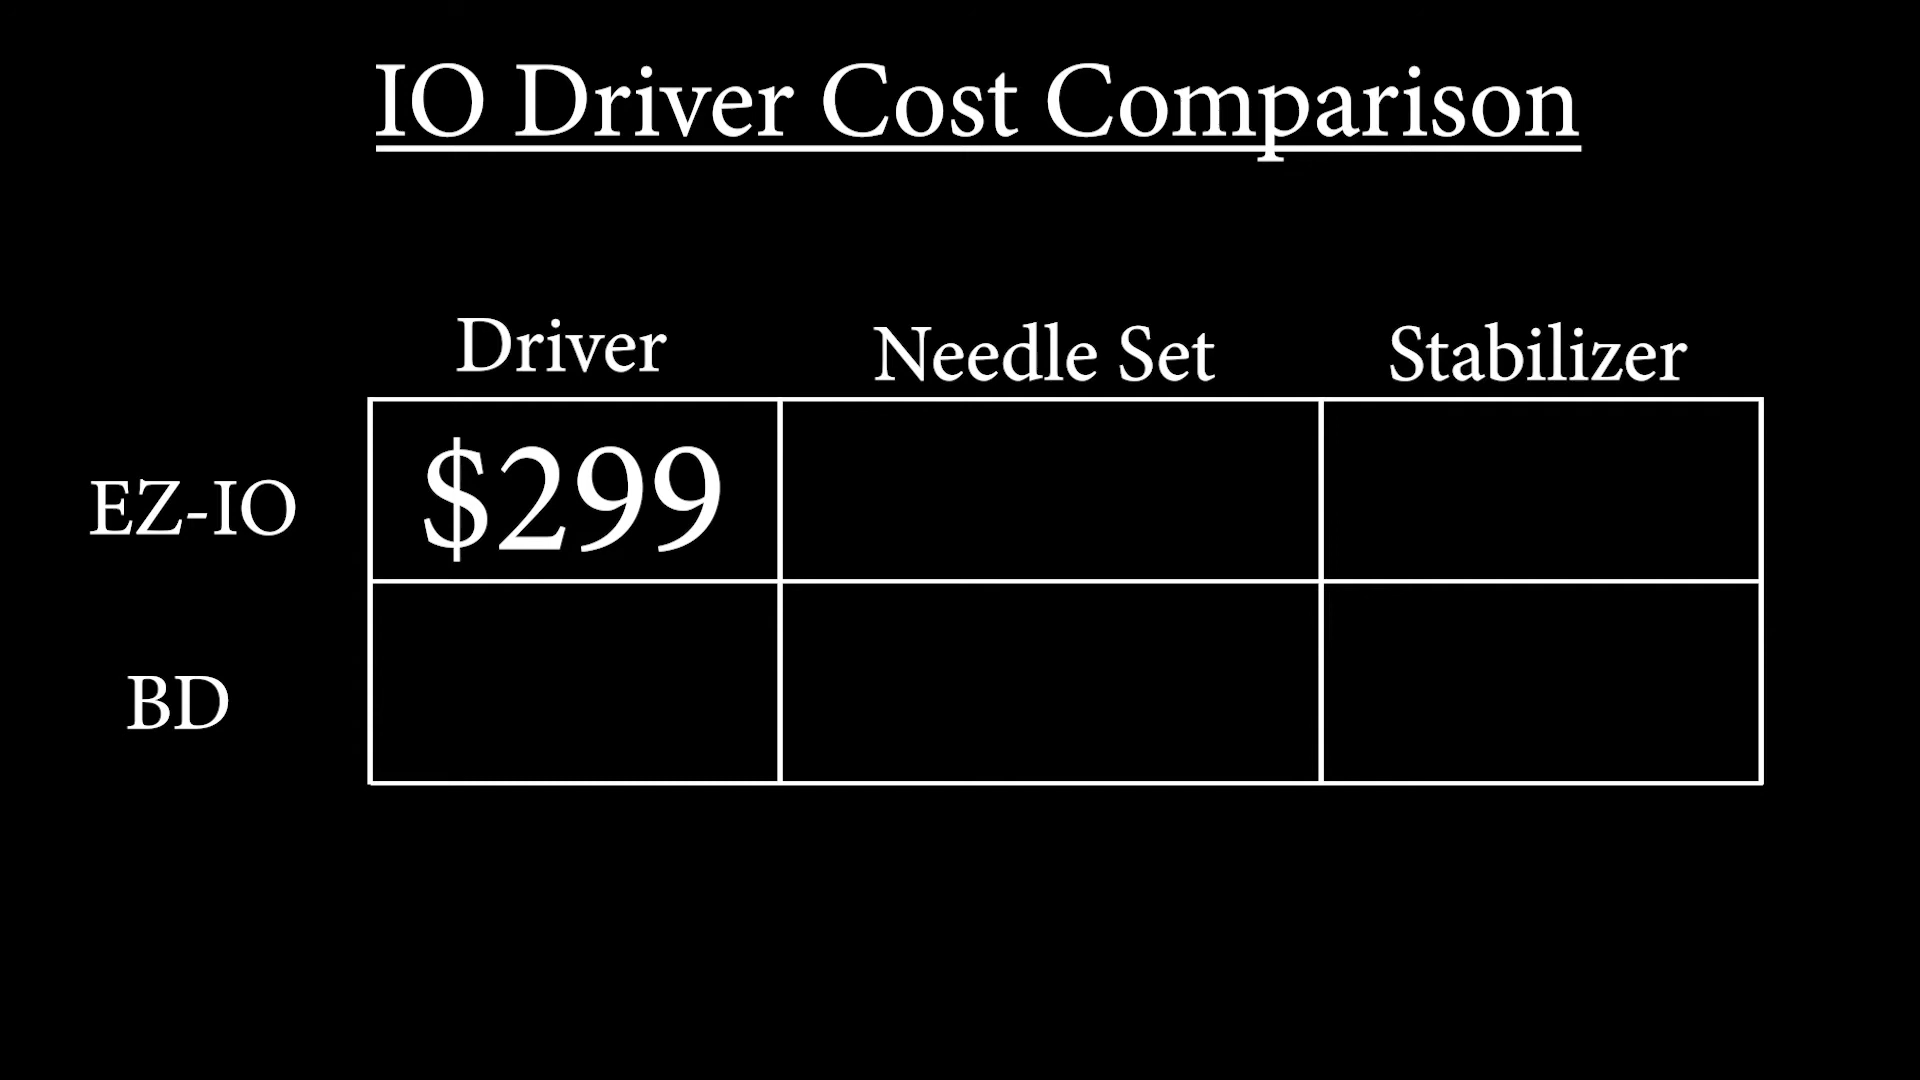 IO Driver Cost Comparison
Driver Needle Set Stabilizer
EZ-IO $299
BD